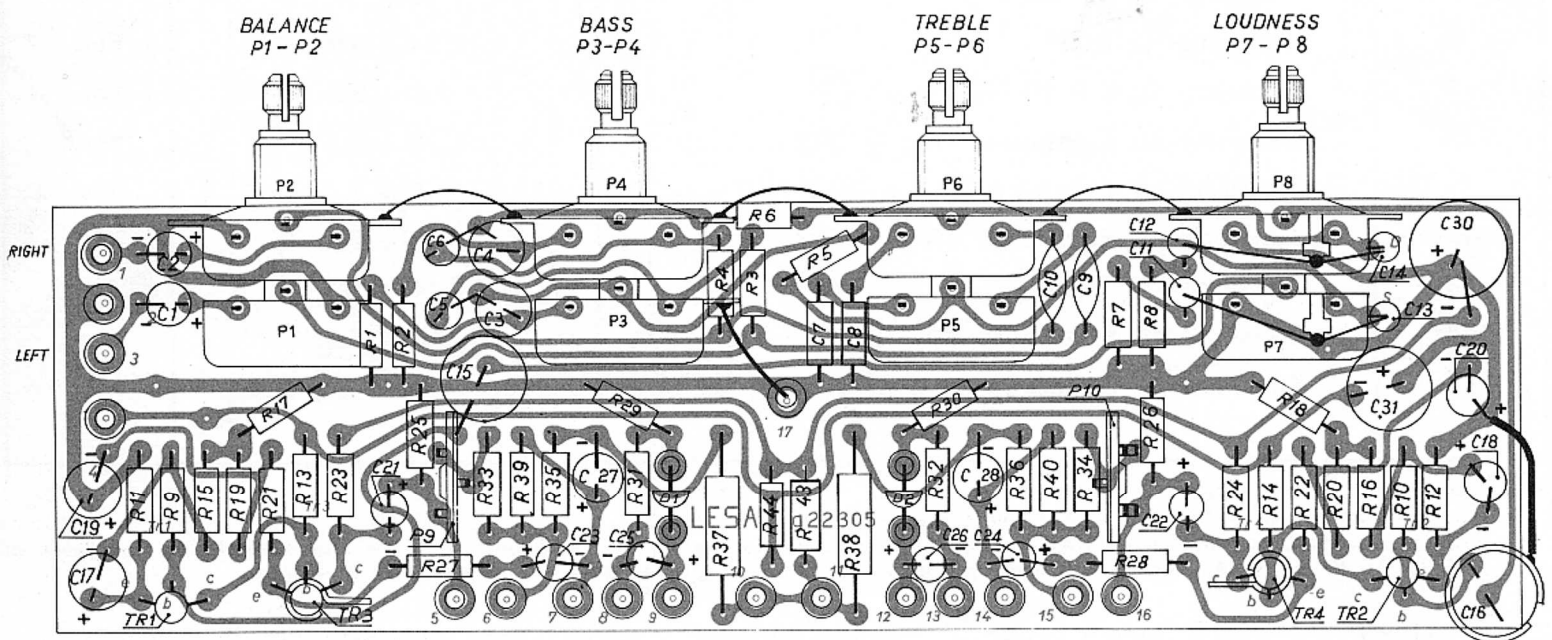 BALANCE
P1-P2
BASS
P3-P4
TREBLE
P5-P6
LOUDNESS
P7-P8
P2
P4
P6
P8
RIGHT
LEFT
1
- C2 +
C6
C4
R6
R5
C12
C11
L
C14
C30
+
-
- C1 +
P1
R1
R2
C5
C3
P3
R4
R3
C7
C8
P5
C10
C9
R7
R8
P7
S
C13
3
C15
17
P10
C31
+
-
C20
R17
R25
R29
R30
R26
R18
4
C19
+
R11
R9
R15
R19
R21
R13
R23
C21
+
-
P9
R33
R39
R35
C27
-
+
R31
R37
R44
R43
R38
R32
C28
-
+
R36
R40
R34
C22
+
-
R24
R14
R22
R20
R16
R10
R12
C18
+
-
TR1
TR3
LESA
922305
C17
-
+
R27
C23
C25
+
C26
+
-
C24
+
R28
C16
e
b
c
TR1
e
b
c
TR3
5
6
7
8
9
10
11
12
13
14
15
16
c
b
e
TR4
TR2
c
b
e